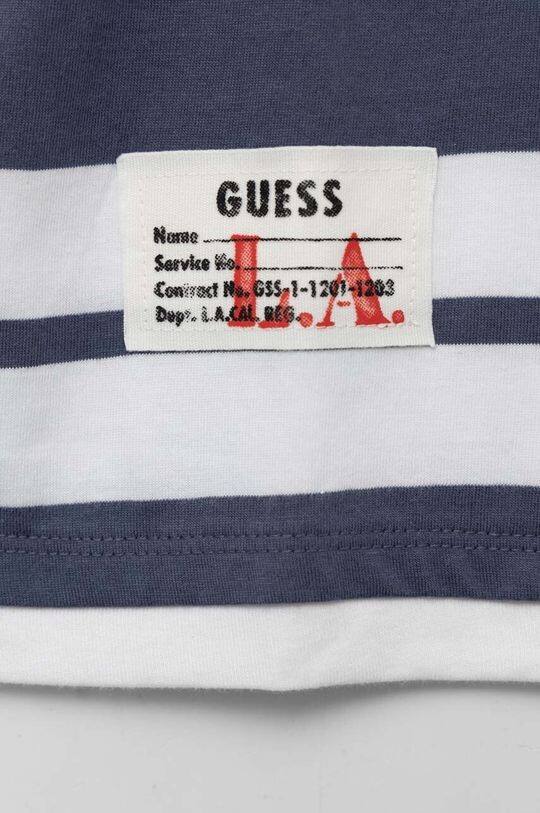 GUESS
Name
Service No.
Contract No. GSS-1-1201-1203
Dept. L.A.CAL. REG.
L.A.